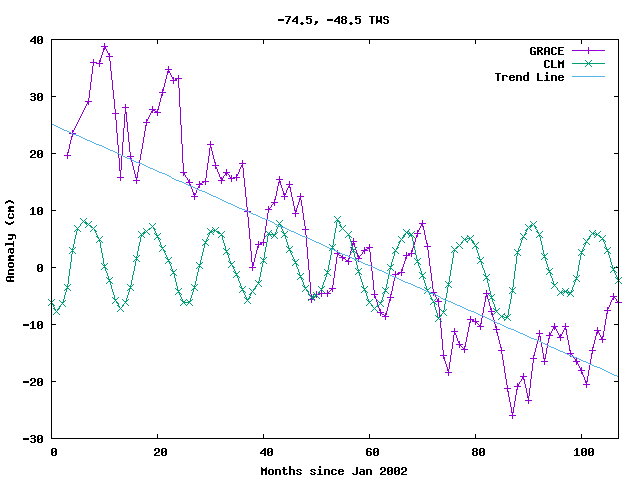 -74.5, -48.5 TWS
GRACE
CLM
Trend Line
40
30
20
10
0
-10
-20
-30
Anomaly (cm)
0 20 40 60 80 100
Months since Jan 2002